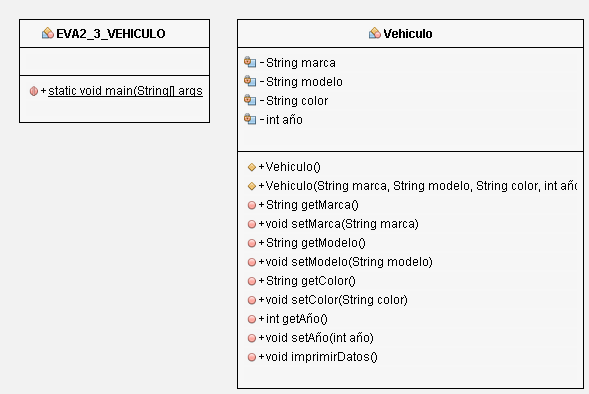 EVA2_3_VEHICULO
+ static void main(String[] args
Vehiculo
- String marca
- String modelo
- String color
- int año
+ Vehiculo()
+ Vehiculo(String marca, String modelo, String color, int año
+ String getMarca()
+ void setMarca(String marca)
+ String getModelo()
+ void setModelo(String modelo)
+ String getColor()
+ void setColor(String color)
+ int getAño()
+ void setAño(int año)
+ void imprimirDatos()